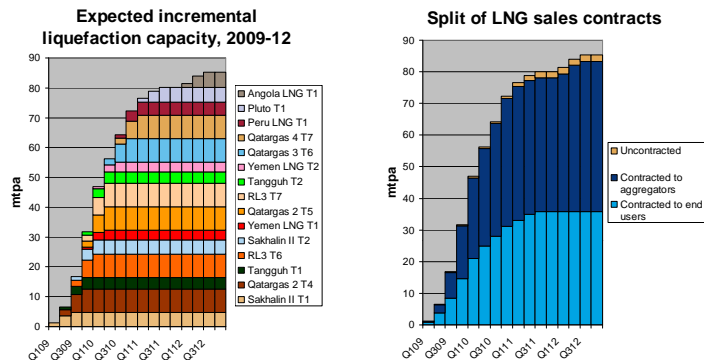 Expected incremental
liquefaction capacity, 2009-12
90
80
70
60
50
40
30
20
10
0
mtpa
Q109
Q309
Q110
Q310
Q111
Q311
Q112
Q312
Angola LNG T1
Pluto T1
Peru LNG T1
Qatargas 4 T7
Qatargas 3 T6
Yemen LNG T2
Tangguh T2
RL3 T7
Qatargas 2 T5
Yemen LNG T1
Sakhalin II T2
RL3 T6
Tangguh T1
Qatargas 2 T4
Sakhalin II T1
Split of LNG sales contracts
90
80
70
60
50
40
30
20
10
0
mtpa
Q109
Q309
Q110
Q310
Q111
Q311
Q112
Q312
Uncontracted
Contracted to
aggregators
Contracted to end
users